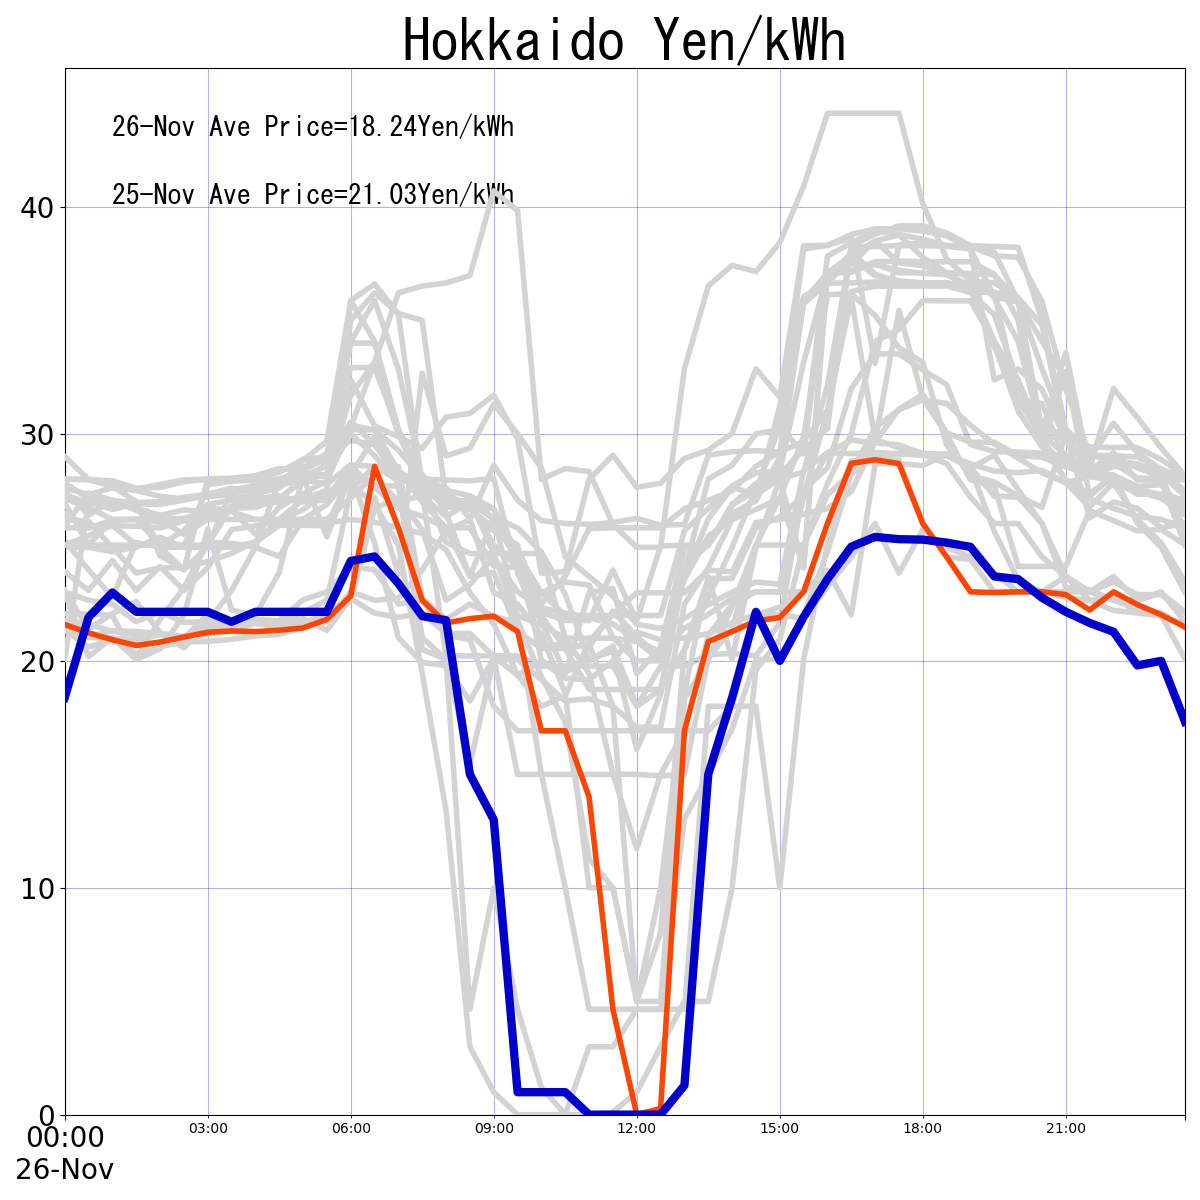 Hokkaido Yen/kWh
26-Nov Ave Price=18.24Yen/kWh
25-Nov Ave Price=21.03Yen/kWh
40
30
20
10
0
00:00 03:00 06:00 09:00 12:00 15:00 18:00 21:00
26-Nov